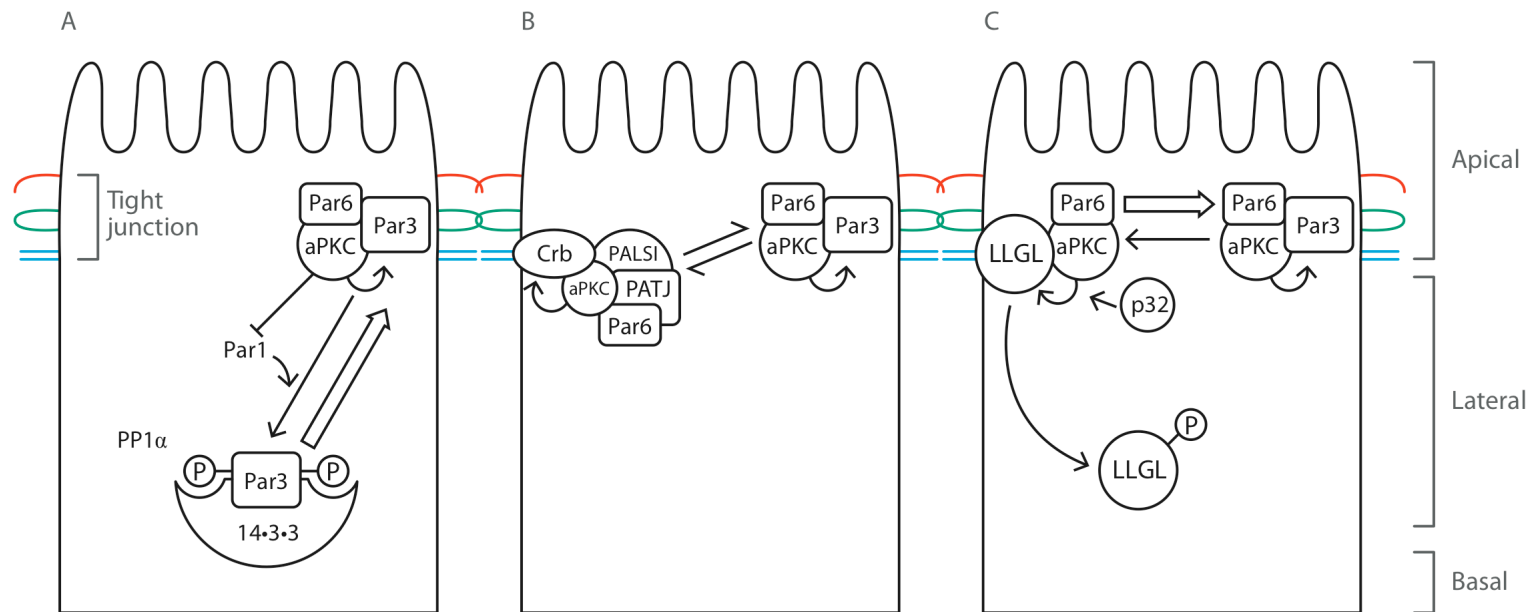 A
B
C
Tight
junction
Par6
Par3
aPKC
Par1
PP1α
P
Par3
P
14•3•3
Crb
PALSI
aPKC
PATJ
Par6
Par6
Par3
aPKC
LLGL
Par6
aPKC
p32
Par6
Par3
aPKC
P
LLGL
Apical
Lateral
Basal